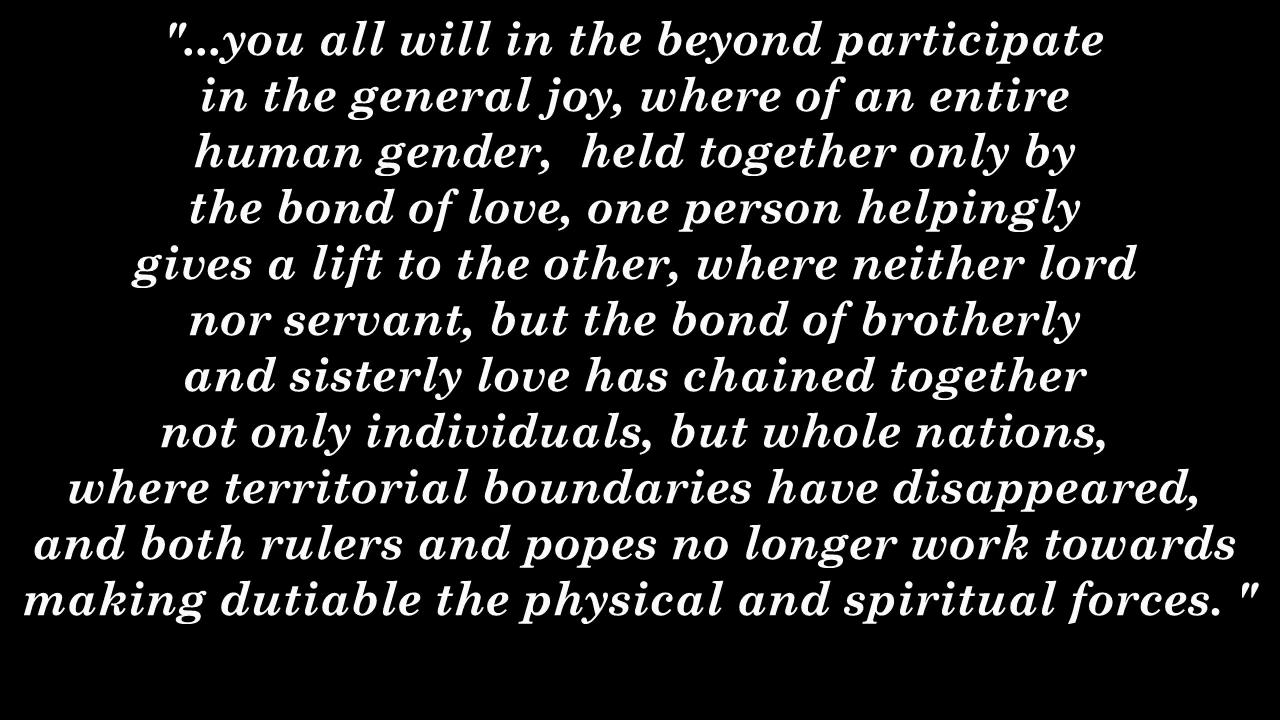 "...you all will in the beyond participate
in the general joy, where of an entire
human gender,  held together only by
the bond of love, one person helpingly
gives a lift to the other, where neither lord
nor servant, but the bond of brotherly
and sisterly love has chained together
not only individuals, but whole nations,
where territorial boundaries have disappeared,
and both rulers and popes no longer work towards
making dutiable the physical and spiritual forces. "